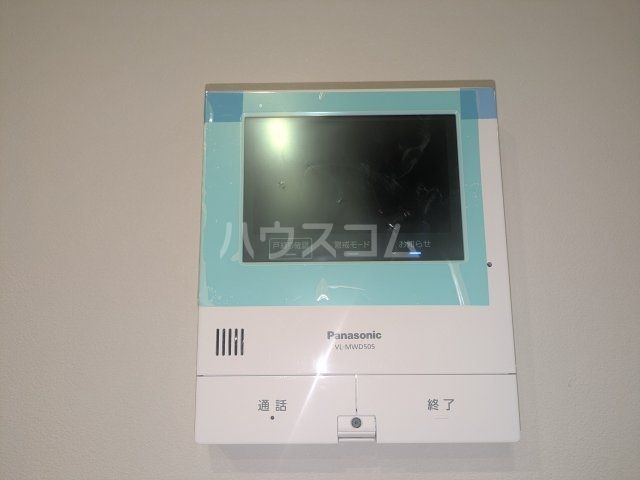 ハウスコム
戸締り確認 警戒モード お知らせ
Panasonic
VL-MWD505
通話 終了